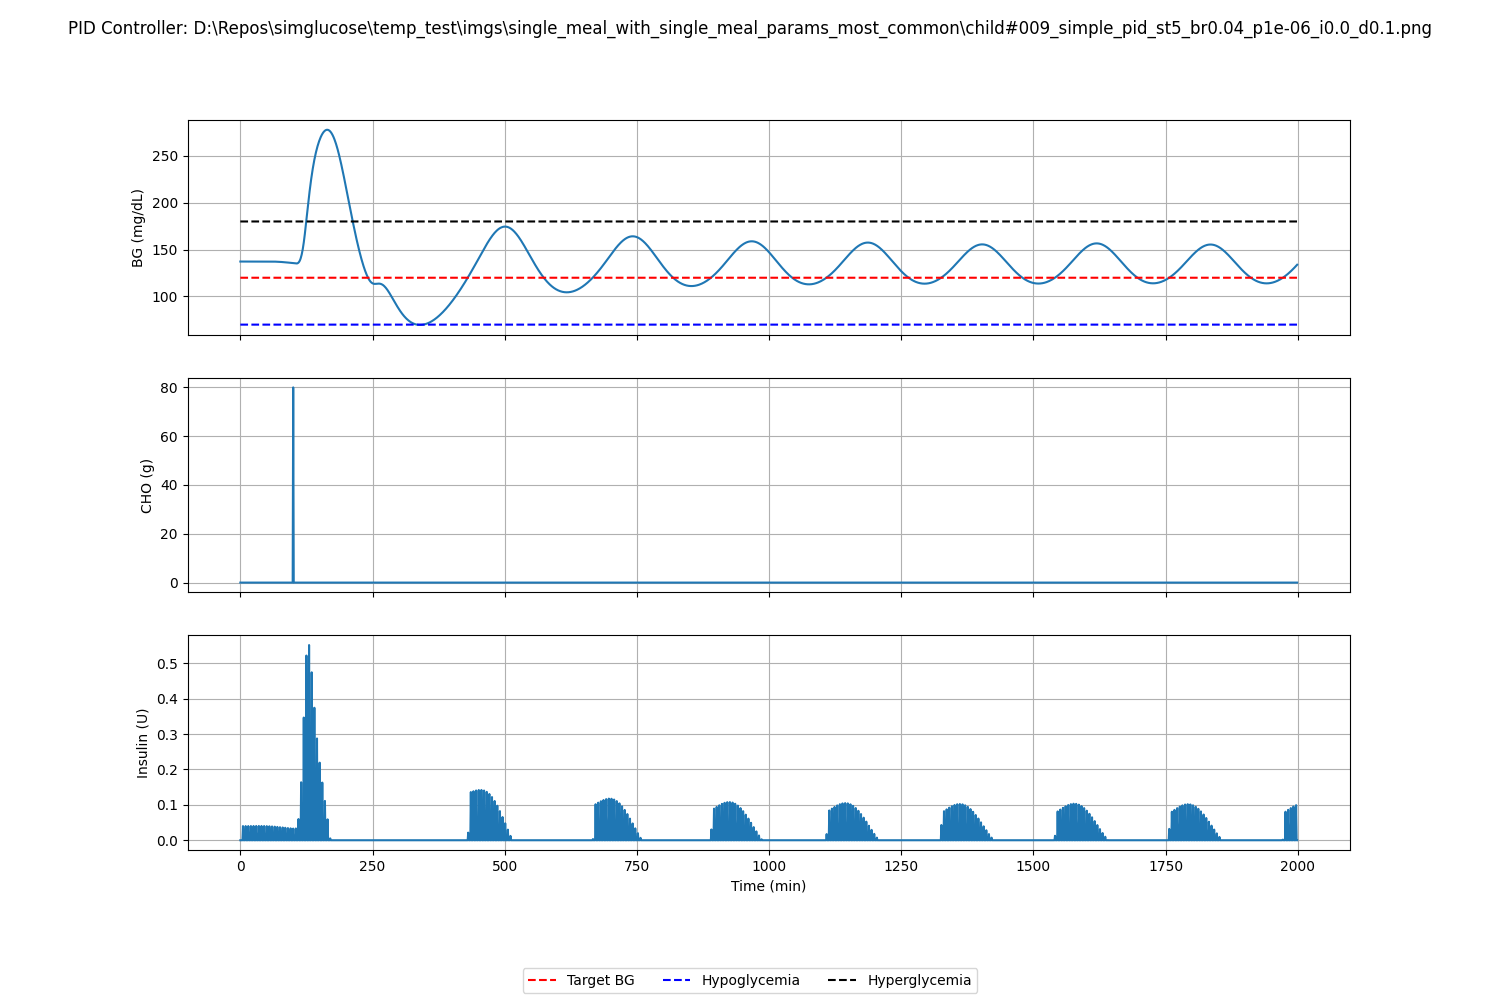 PID Controller: D:\Repos\simglucose\temp_test\imgs\single_meal_with_single_meal_params_most_common\child#009_simple_pid_st5_br0.04_p1e-06_i0.0_d0.1.png
BG (mg/dL)
250
200
150
100
CHO (g)
80
60
40
20
0
Insulin (U)
0.5
0.4
0.3
0.2
0.1
0.0
0 250 500 750 1000 1250 1500 1750 2000
Time (min)
Target BG Hypoglycemia Hyperglycemia